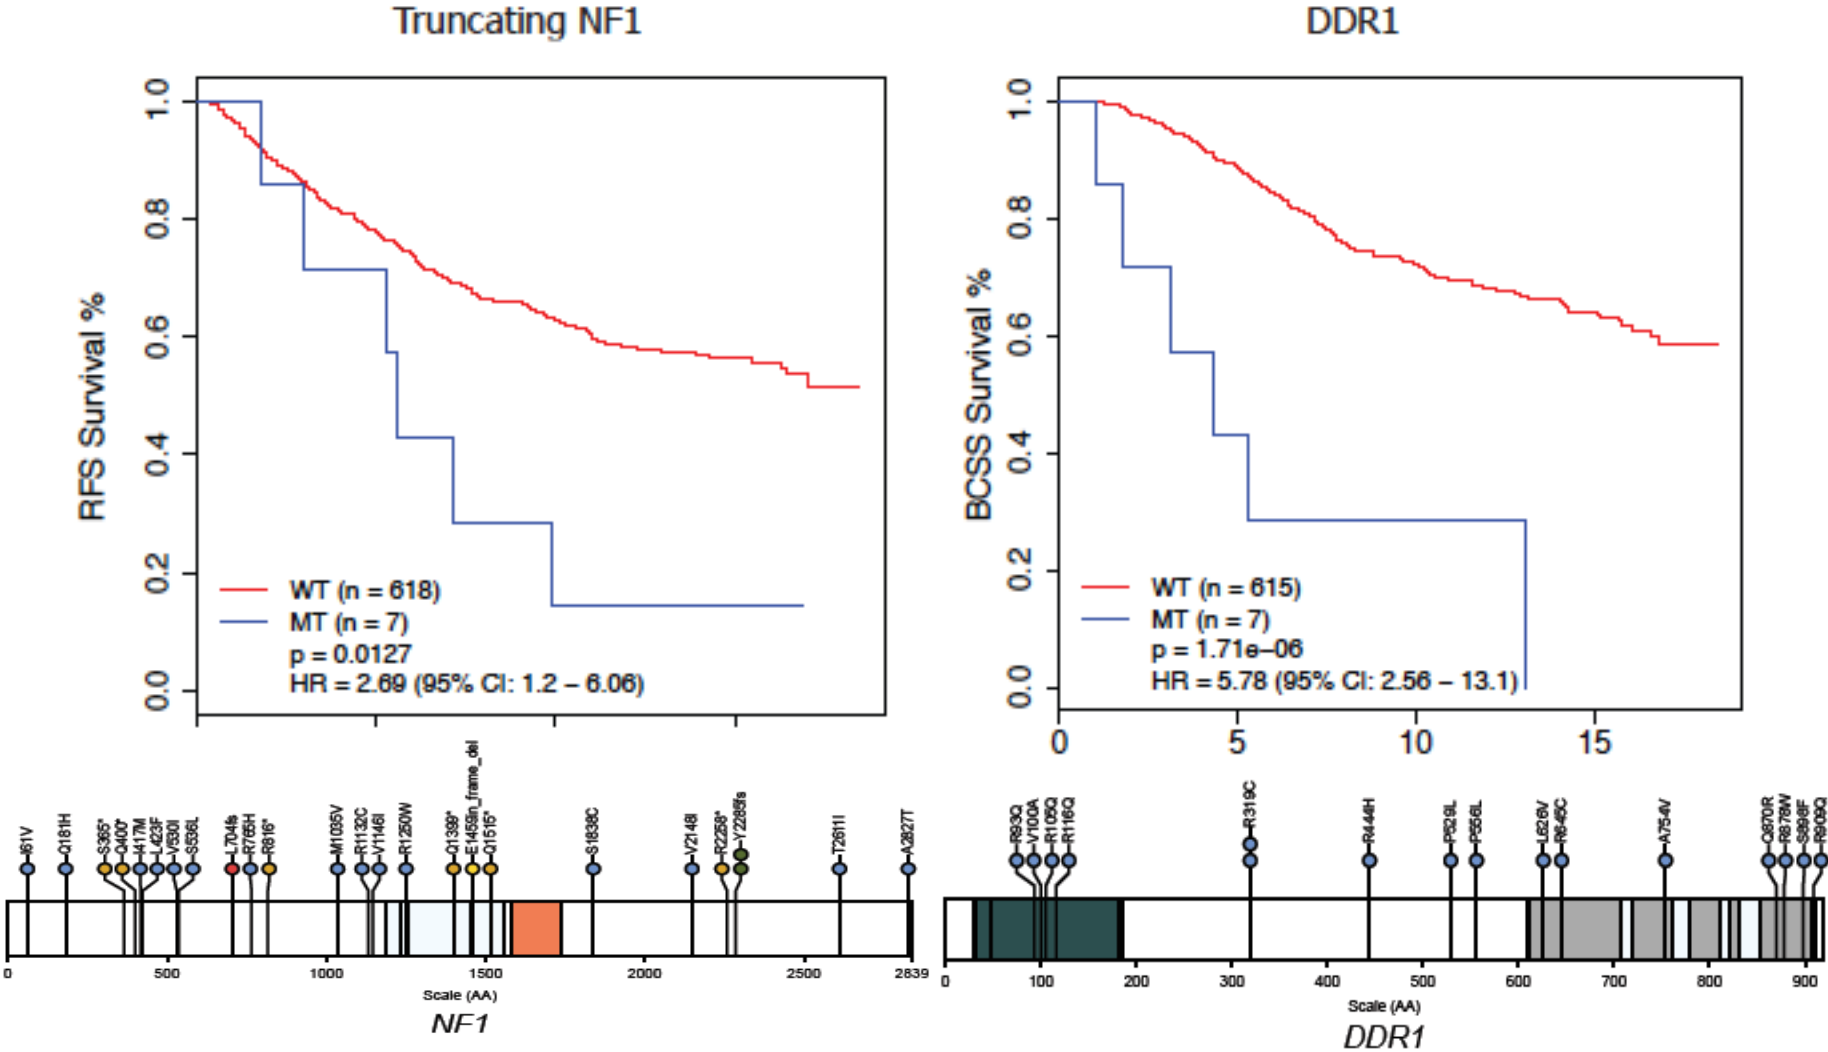 Truncating NF1
RFS Survival %
1.0
0.8
0.6
0.4
0.2
0.0
WT (n = 618)
MT (n = 7)
p = 0.0127
HR = 2.69 (95% CI: 1.2 – 6.06)
DDR1
BCSS Survival %
1.0
0.8
0.6
0.4
0.2
0.0
WT (n = 615)
MT (n = 7)
p = 1.71e–06
HR = 5.78 (95% CI: 2.56 – 13.1)
0 5 10 15
I61V
Q181H
S365*
Q400*
I417M
L423F
V530I
S536L
L704fs
R765H
R816*
M1035V
R1132C
V1146I
R1250W
Q1399*
E1459in_frame_del
Q1515*
S1838C
V2148I
R2258*
Y2285fs
T2611I
A2827T
0 500 1000 1500 2000 2500 2839
Scale (AA)
NF1
R93Q
V100A
R105Q
R116Q
R319C
R444H
P529L
P556L
L626V
R645C
A754V
Q870R
R878W
S898F
R909Q
0 100 200 300 400 500 600 700 800 900
Scale (AA)
DDR1